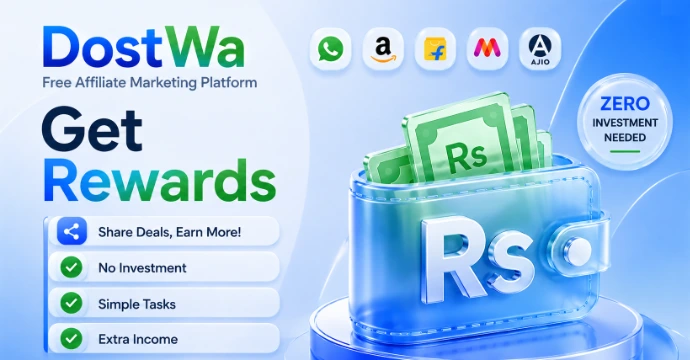 DostWa
Free Affiliate Marketing Platform
Get
Rewards
Share Deals, Earn More!
No Investment
Simple Tasks
Extra Income
a
f
M
A
AJIO
ZERO
INVESTMENT
NEEDED
Rs
Rs